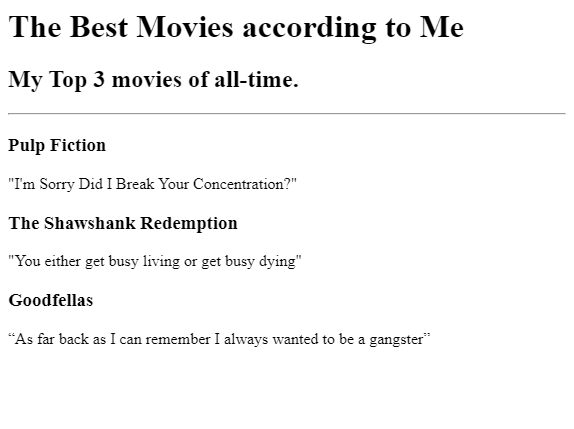 The Best Movies according to Me
My Top 3 movies of all-time.
Pulp Fiction
"I'm Sorry Did I Break Your Concentration?"
The Shawshank Redemption
"You either get busy living or get busy dying"
Goodfellas
“As far back as I can remember I always wanted to be a gangster”